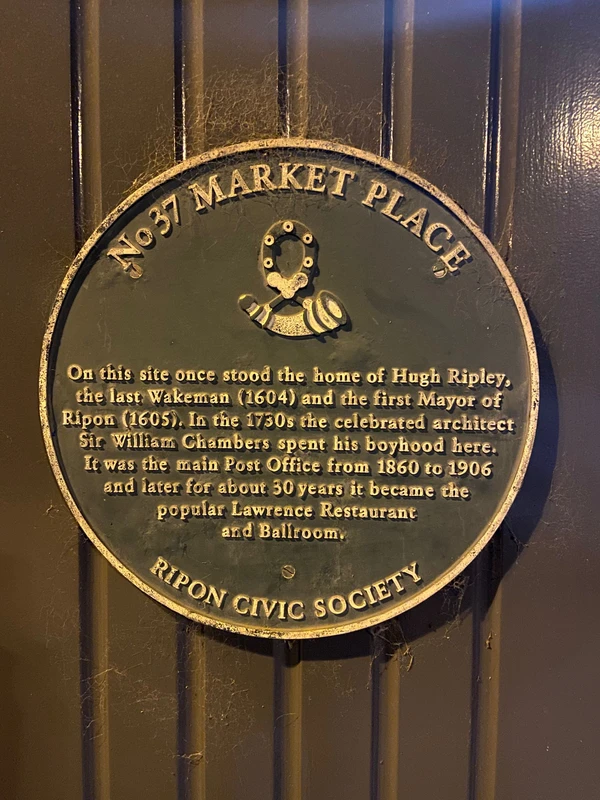 No 37 MARKET PLACE
On this site once stood the home of Hugh Ripley,
the last Wakeman (1604) and the first Mayor of
Ripon (1605). In the 1730s the celebrated architect
Sir William Chambers spent his boyhood here.
It was the main Post Office from 1860 to 1906
and later for about 30 years it became the
popular Lawrence Restaurant
and Ballroom.
RIPON CIVIC SOCIETY